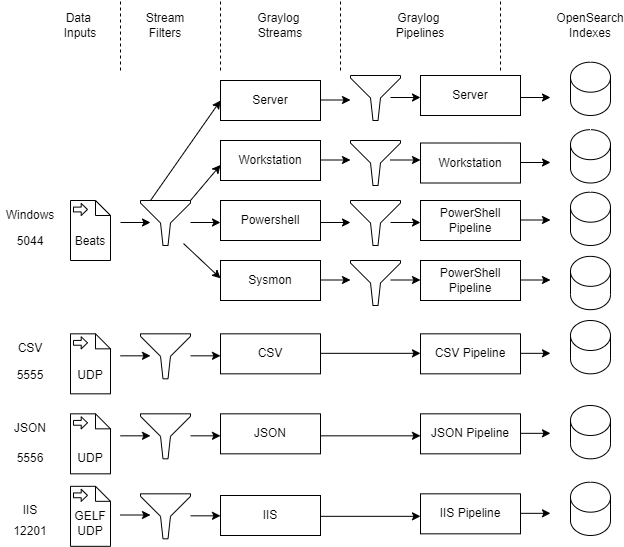 Data
Inputs
Stream
Filters
Graylog
Streams
Graylog
Pipelines
OpenSearch
Indexes
Server
Server
Workstation
Workstation
Windows
5044
Beats
Powershell
PowerShell
Pipeline
Sysmon
PowerShell
Pipeline
CSV
5555
UDP
CSV
CSV Pipeline
JSON
5556
UDP
JSON
JSON Pipeline
IIS
12201
GELF
UDP
IIS
IIS Pipeline